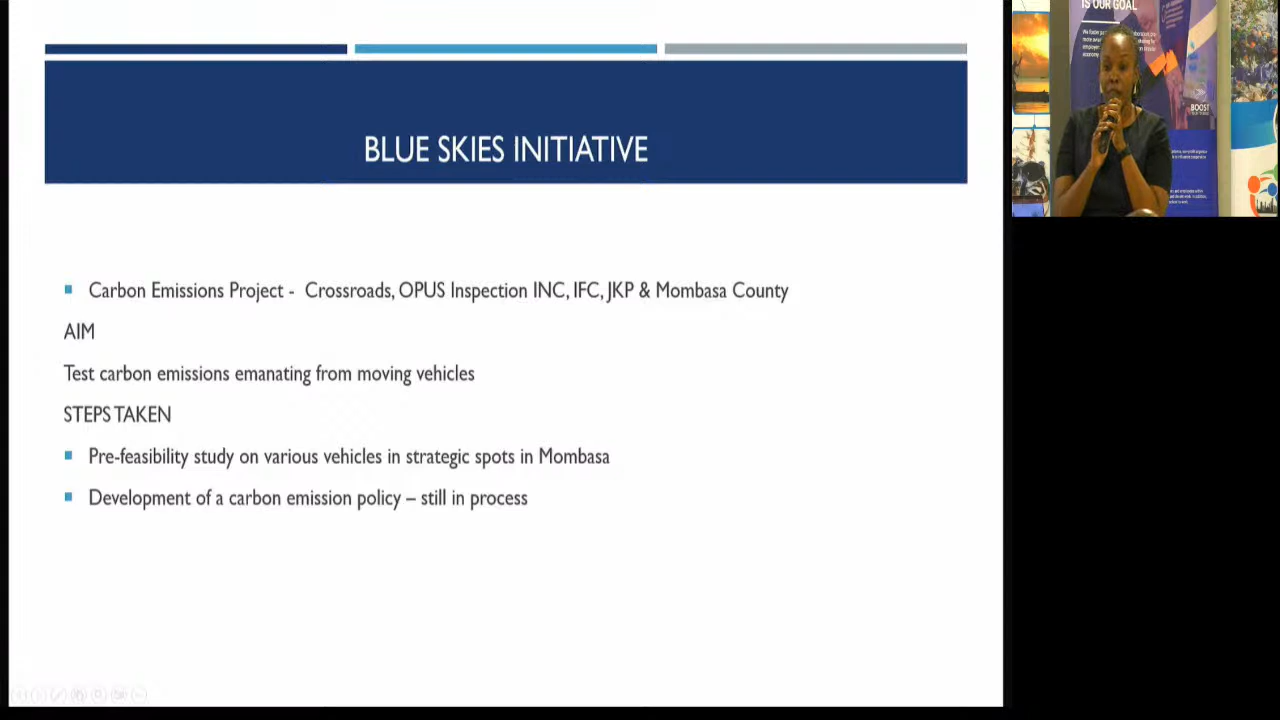 BLUE SKIES INITIATIVE
Carbon Emissions Project - Crossroads, OPUS Inspection INC, IFC, JKP & Mombasa County
AIM
Test carbon emissions emanating from moving vehicles
STEPS TAKEN
Pre-feasibility study on various vehicles in strategic spots in Mombasa
Development of a carbon emission policy – still in process
IS OUR GOAL
BOOST